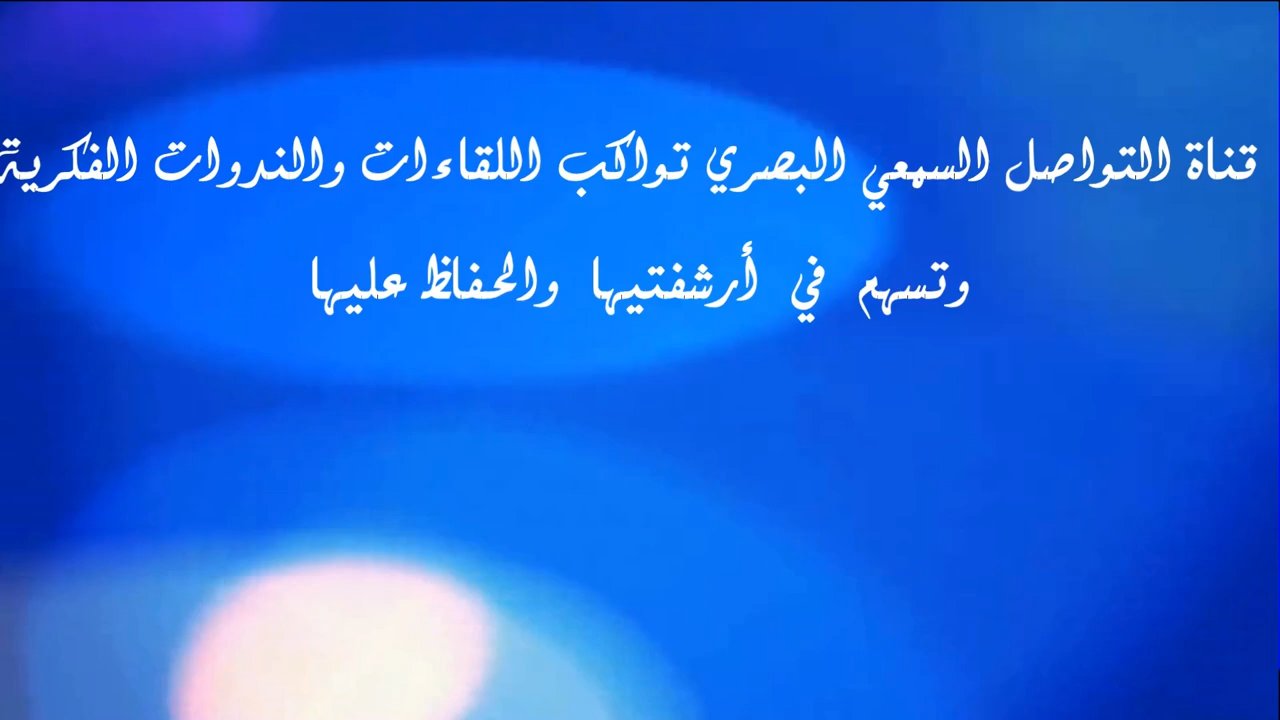 قناة التواصل السمعي البصري تواكب اللقاءات والندوات الفكرية
وتسهم في أرشفتيها والحفاظ عليها